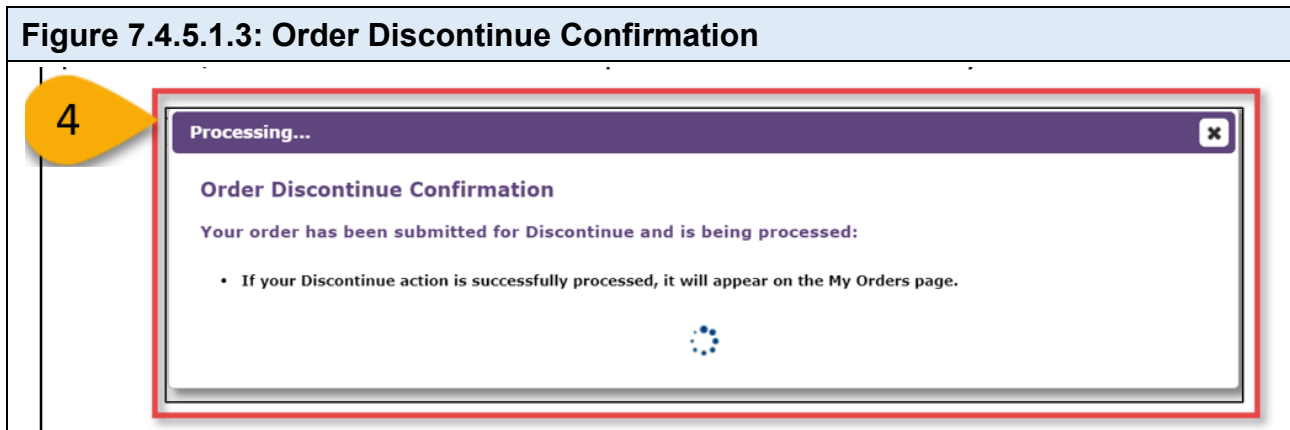 Figure 7.4.5.1.3: Order Discontinue Confirmation
4
Processing...
Order Discontinue Confirmation
Your order has been submitted for Discontinue and is being processed:
• If your Discontinue action is successfully processed, it will appear on the My Orders page.